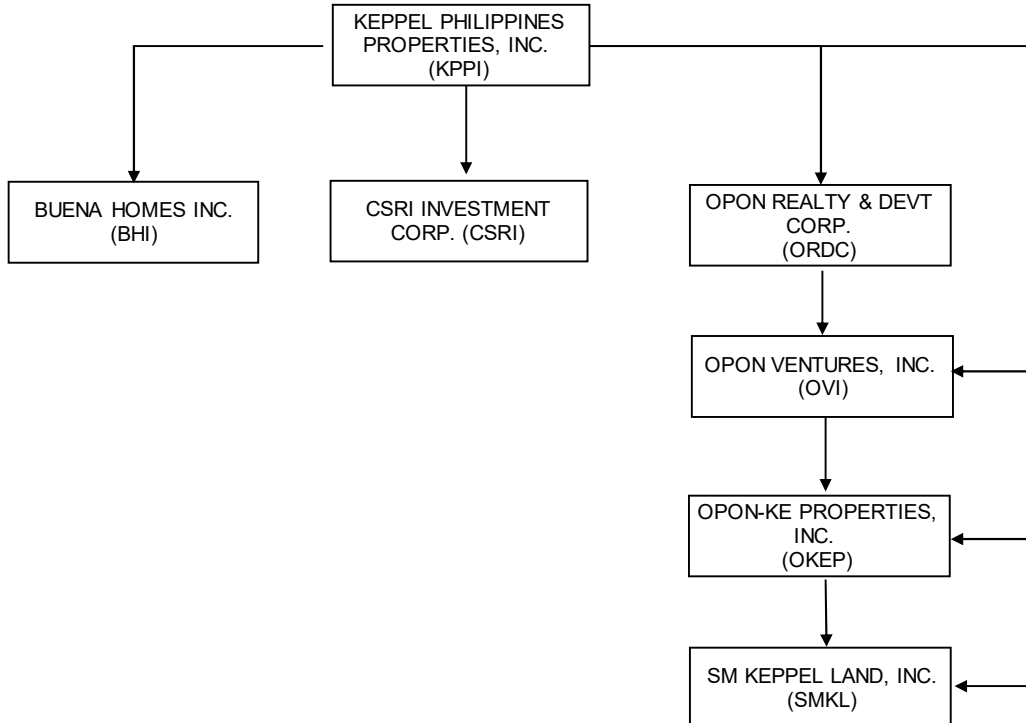 KEPPEL PHILIPPINES
PROPERTIES, INC.
(KPPI)
BUENA HOMES INC.
(BHI)
CSRI INVESTMENT
CORP. (CSRI)
OPON REALTY & DEVT
CORP.
(ORDC)
OPON VENTURES, INC.
(OVI)
OPON-KE PROPERTIES,
INC.
(OKEP)
SM KEPPEL LAND, INC.
(SMKL)